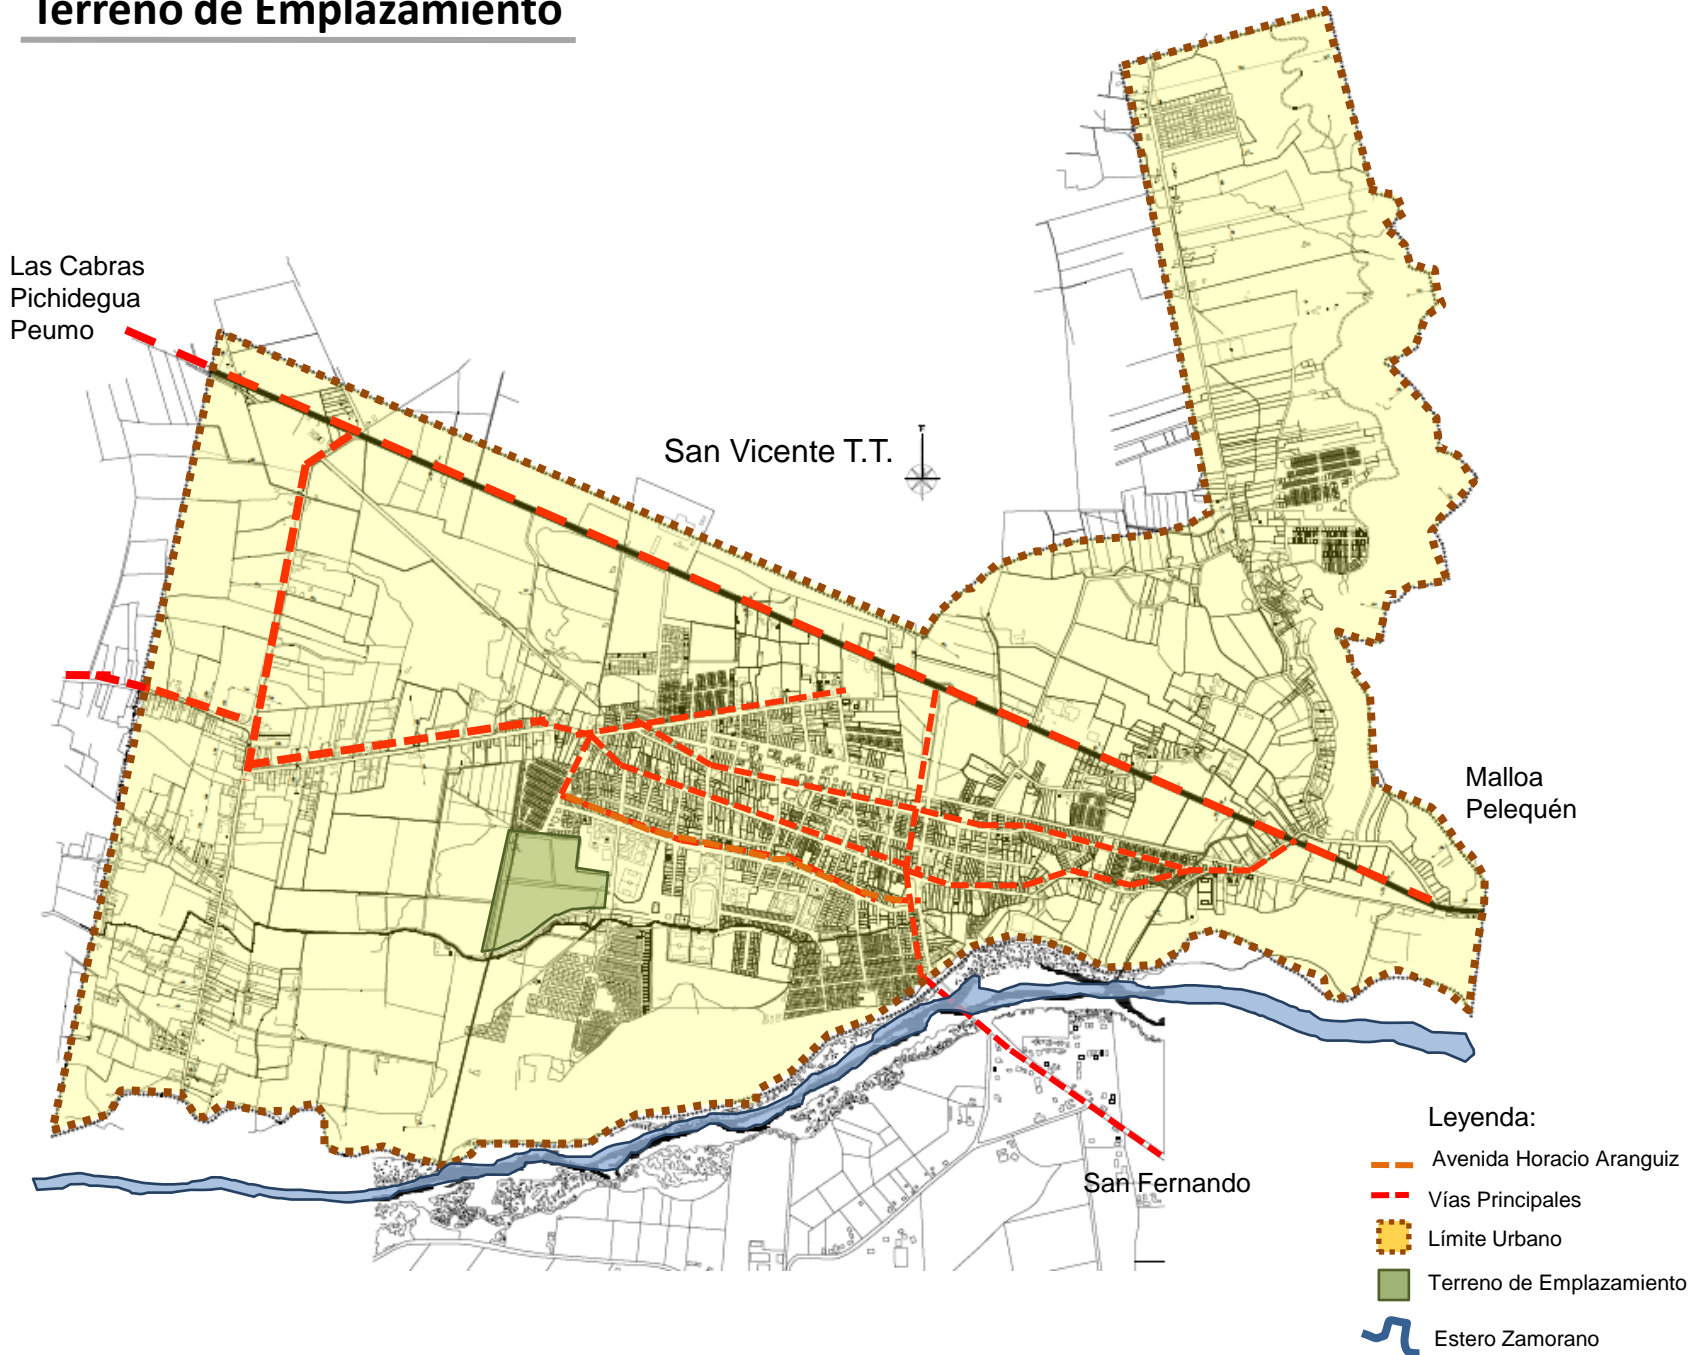 Terreno de Emplazamiento
Las Cabras
Pichidegua
Peumo
San Vicente T.T.
Malloa
Pelequén
San Fernando
Leyenda:
Avenida Horacio Aranguiz
Vías Principales
Límite Urbano
Terreno de Emplazamiento
Estero Zamorano